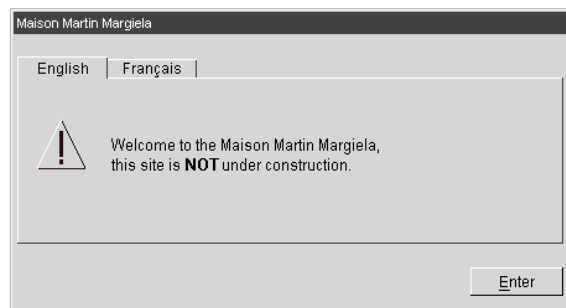 Maison Martin Margiela
English Français
Welcome to the Maison Martin Margiela,
this site is NOT under construction.
Enter